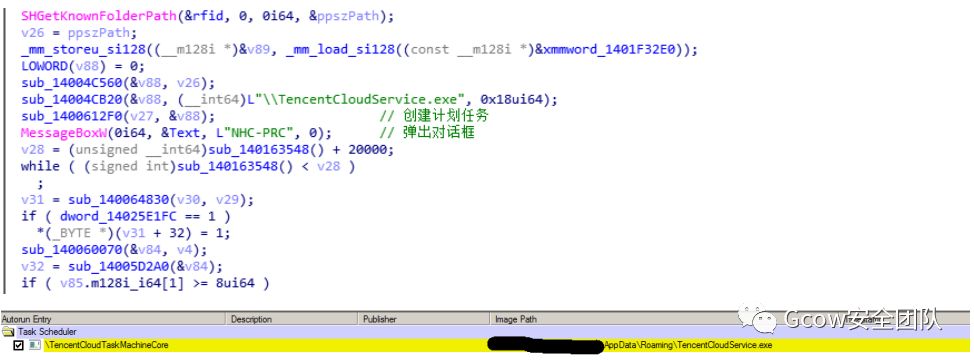 SHGetKnownFolderPath(&rfid, 0, 0i64, &ppszPath);
v26 = ppszPath;
_mm_storeu_si128((__m128i *)&v89, _mm_load_si128((const __m128i *)&xmmword_1401F32E0));
LOWORD(v88) = 0;
sub_14004C560(&v88, v26);
sub_14004CB20(&v88, (__int64)L"\\TencentCloudService.exe", 0x18ui64);
sub_1400612F0(v27, &v88); // 创建计划任务
MessageBoxW(0i64, &Text, L"NHC-PRC", 0); // 弹出对话框
v28 = (unsigned __int64)sub_140163548() + 20000;
while ( (signed int)sub_140163548() < v28 )
;
v31 = sub_140064830(v30, v29);
if ( dword_14025E1FC == 1 )
*(_BYTE *)(v31 + 32) = 1;
sub_140060070(&v84, v4);
v32 = sub_14005D2A0(&v84);
if ( v85.m128i_i64[1] >= 8ui64 )
Autorun Entry Description Publisher Image Path
Task Scheduler
\TencentCloudTaskMachineCore AppData\Roaming\TencentCloudService.exe
Gcow安全团队